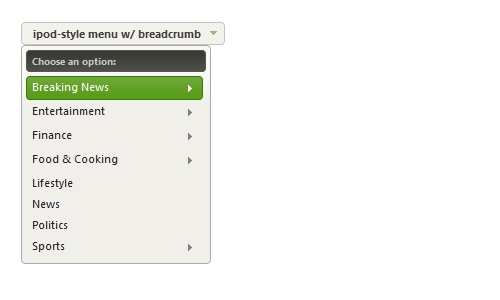 ipod-style menu w/ breadcrumb
Choose an option:
Breaking News
Entertainment
Finance
Food & Cooking
Lifestyle
News
Politics
Sports